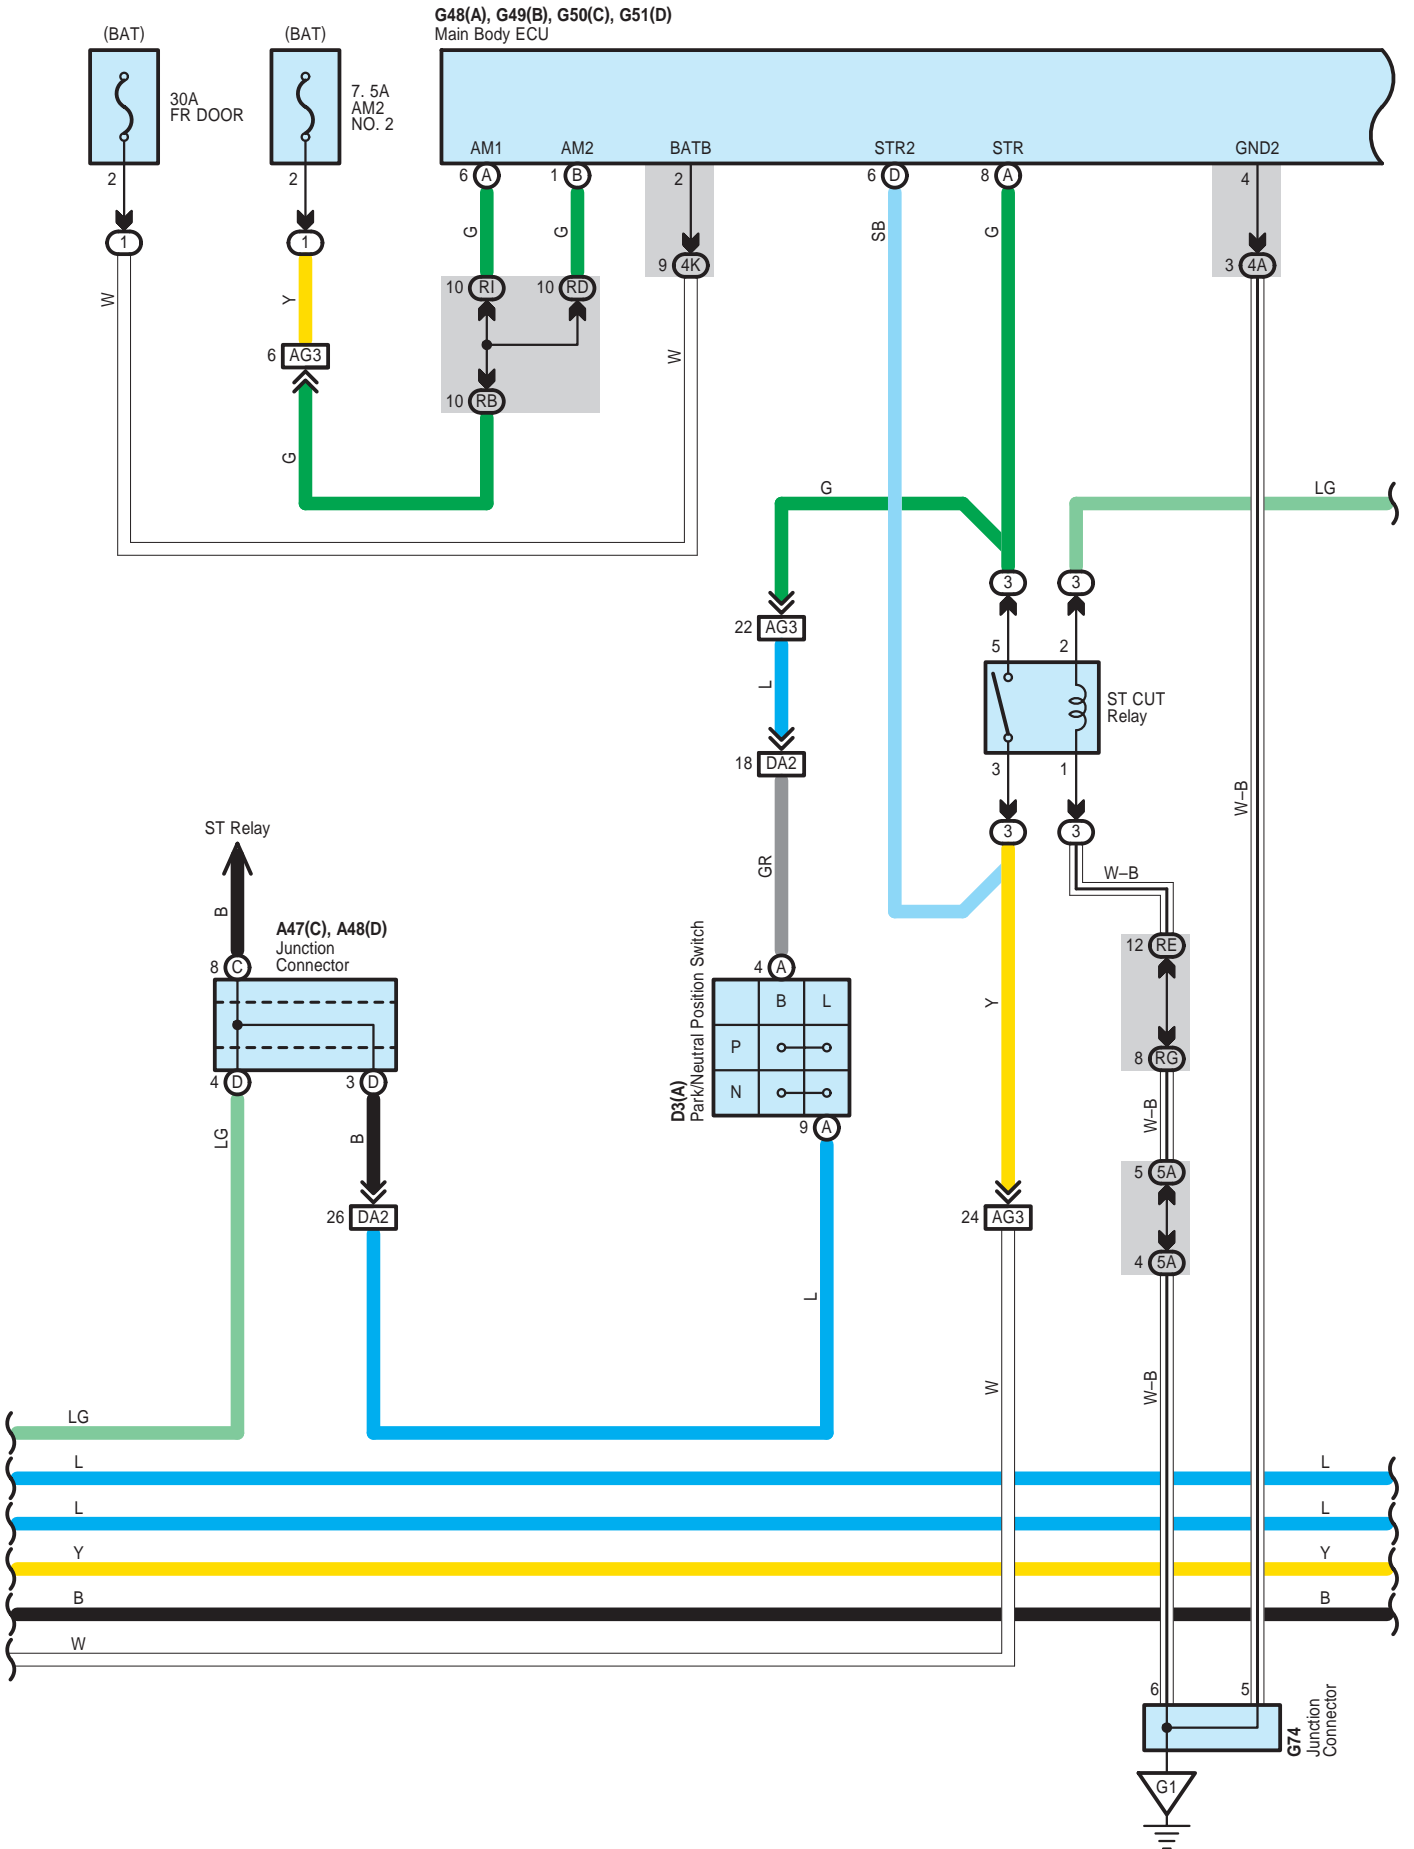 G48(A), G49(B), G50(C), G51(D)
Main Body ECU
(BAT)
(BAT)
30A
FR DOOR
7. 5A
AM2
NO. 2
AM1
AM2
BATB
STR2
STR
GND2
2
2
6 A
1 B
2
6 D
8 A
4
1
1
G
G
SB
G
9 4K
3 4A
W
Y
10 RI
10 RD
6 AG3
W
10 RB
G
G
LG
3
3
22 AG3
5
2
L
ST CUT
Relay
18 DA2
3
1
W–B
ST Relay
3
3
GR
W–B
B
A47(C), A48(D)
Junction
Connector
8 C
4 A
12 RE
D3(A)
Park/Neutral Position Switch
B
L
P
N
Y
8 RG
4 D
3 D
9 A
LG
B
W–B
5 5A
26 DA2
24 AG3
4 5A
L
W
W–B
LG
L
L
L
L
Y
Y
B
B
W
6
5
G74
Junction
Connector
G1